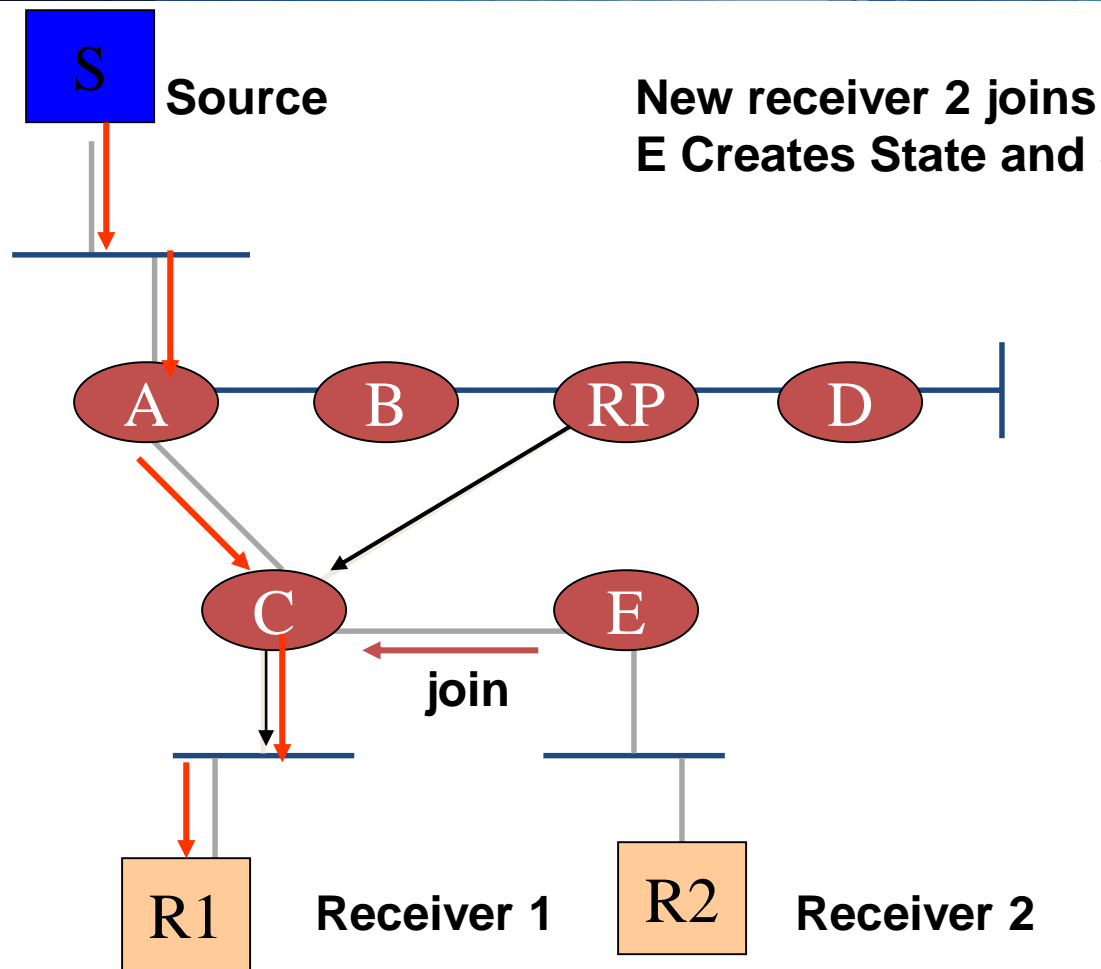 S
Source
New receiver 2 joins
E Creates State and
A
B
RP
D
C
E
join
R1
Receiver 1
R2
Receiver 2